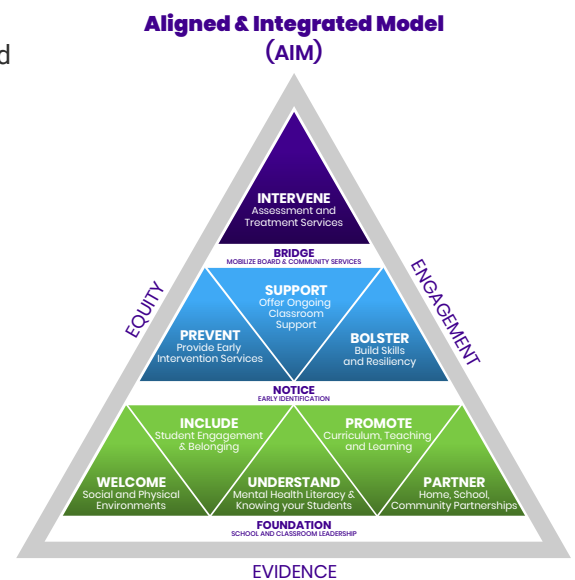 Aligned & Integrated Model
(AIM)
d
INTERVENE
Assessment and
Treatment Services
BRIDGE
MOBILIZE BOARD & COMMUNITY SERVICES
EQUITY
ENGAGEMENT
SUPPORT
Offer Ongoing
Classroom
Support
PREVENT
Provide Early
Intervention Services
BOLSTER
Build Skills
and Resiliency
NOTICE
EARLY IDENTIFICATION
INCLUDE
Student Engagement
& Belonging
PROMOTE
Curriculum, Teaching
and Learning
WELCOME
Social and Physical
Environments
UNDERSTAND
Mental Health Literacy &
Knowing your Students
PARTNER
Home, School,
Community Partnerships
FOUNDATION
SCHOOL AND CLASSROOM LEADERSHIP
EVIDENCE